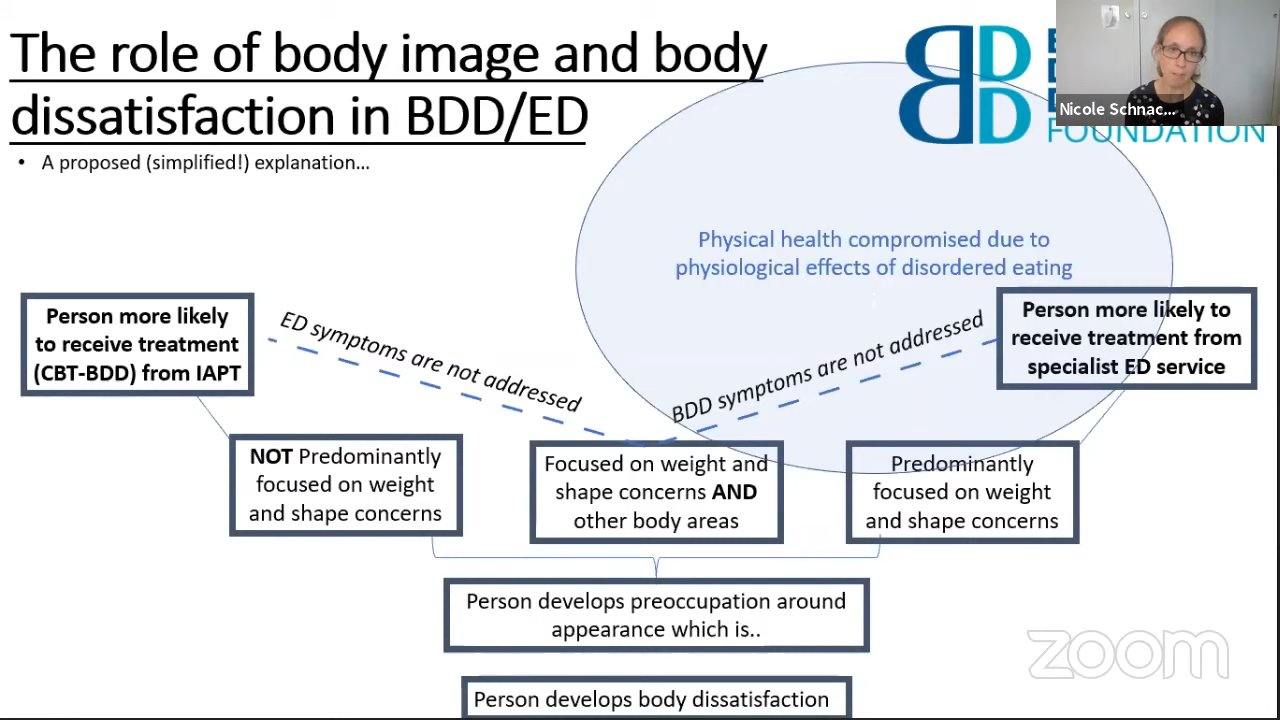 The role of body image and body
dissatisfaction in BDD/ED
• A proposed (simplified!) explanation...
Nicole Schnac...
FOUNDATION
Physical health compromised due to
physiological effects of disordered eating
Person more likely
to receive treatment
(CBT-BDD) from IAPT
ED symptoms are not addressed
BDD symptoms are not addressed
Person more likely to
receive treatment from
specialist ED service
NOT Predominantly
focused on weight
and shape concerns
Focused on weight and
shape concerns AND
other body areas
Predominantly
focused on weight
and shape concerns
Person develops preoccupation around
appearance which is..
Person develops body dissatisfaction
zoom